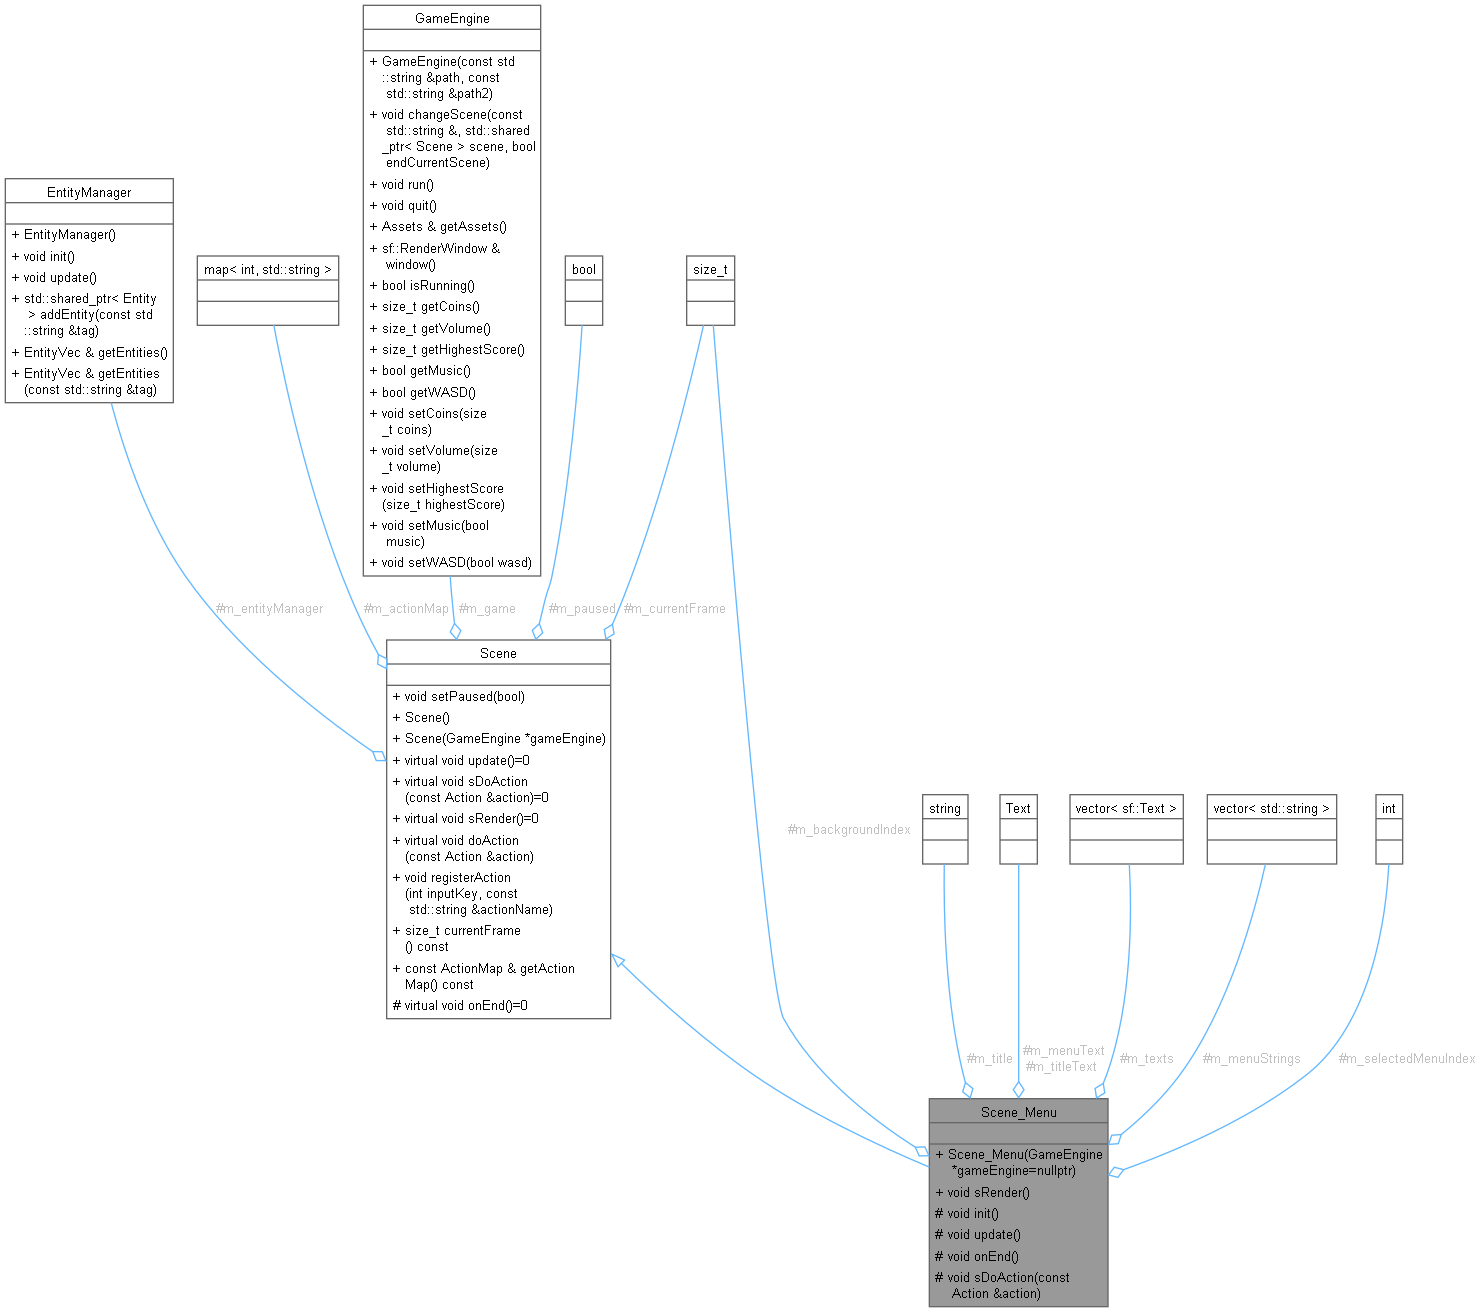 GameEngine
+ GameEngine(const std
::string &path, const
std::string &path2)
+ void changeScene(const
std::string &, std::shared
_ptr< Scene > scene, bool
endCurrentScene)
+ void run()
+ void quit()
+ Assets & getAssets()
+ sf::RenderWindow &
window()
+ bool isRunning()
+ size_t getCoins()
+ size_t getVolume()
+ size_t getHighestScore()
+ bool getMusic()
+ bool getWASD()
+ void setCoins(size
_t coins)
+ void setVolume(size
_t volume)
+ void setHighestScore
(size_t highestScore)
+ void setMusic(bool
music)
+ void setWASD(bool wasd)
EntityManager
+ EntityManager()
+ void init()
+ void update()
+ std::shared_ptr< Entity
> addEntity(const std
::string &tag)
+ EntityVec & getEntities()
+ EntityVec & getEntities
(const std::string &tag)
map< int, std::string >
bool
size_t
#m_entityManager
#m_actionMap
#m_game
#m_paused
#m_currentFrame
Scene
+ void setPaused(bool)
+ Scene()
+ Scene(GameEngine *gameEngine)
+ virtual void update()=0
+ virtual void sDoAction
(const Action &action)=0
+ virtual void sRender()=0
+ virtual void doAction
(const Action &action)
+ void registerAction
(int inputKey, const
std::string &actionName)
+ size_t currentFrame
() const
+ const ActionMap & getAction
Map() const
# virtual void onEnd()=0
#m_backgroundIndex
string
Text
vector< sf::Text >
vector< std::string >
int
#m_title
#m_menuText
#m_titleText
#m_texts
#m_menuStrings
#m_selectedMenuIndex
Scene_Menu
+ Scene_Menu(GameEngine
*gameEngine=nullptr)
+ void sRender()
# void init()
# void update()
# void onEnd()
# void sDoAction(const
Action &action)